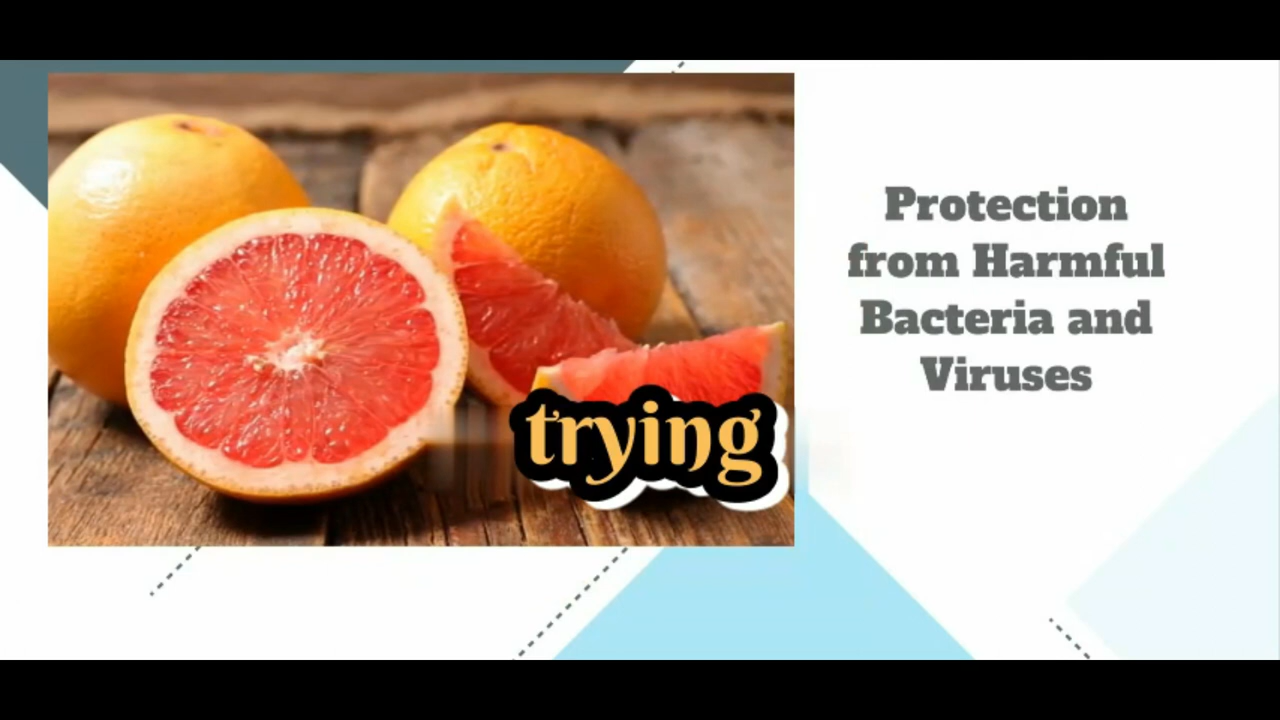 Protection
from Harmful
Bacteria and
Viruses
trying